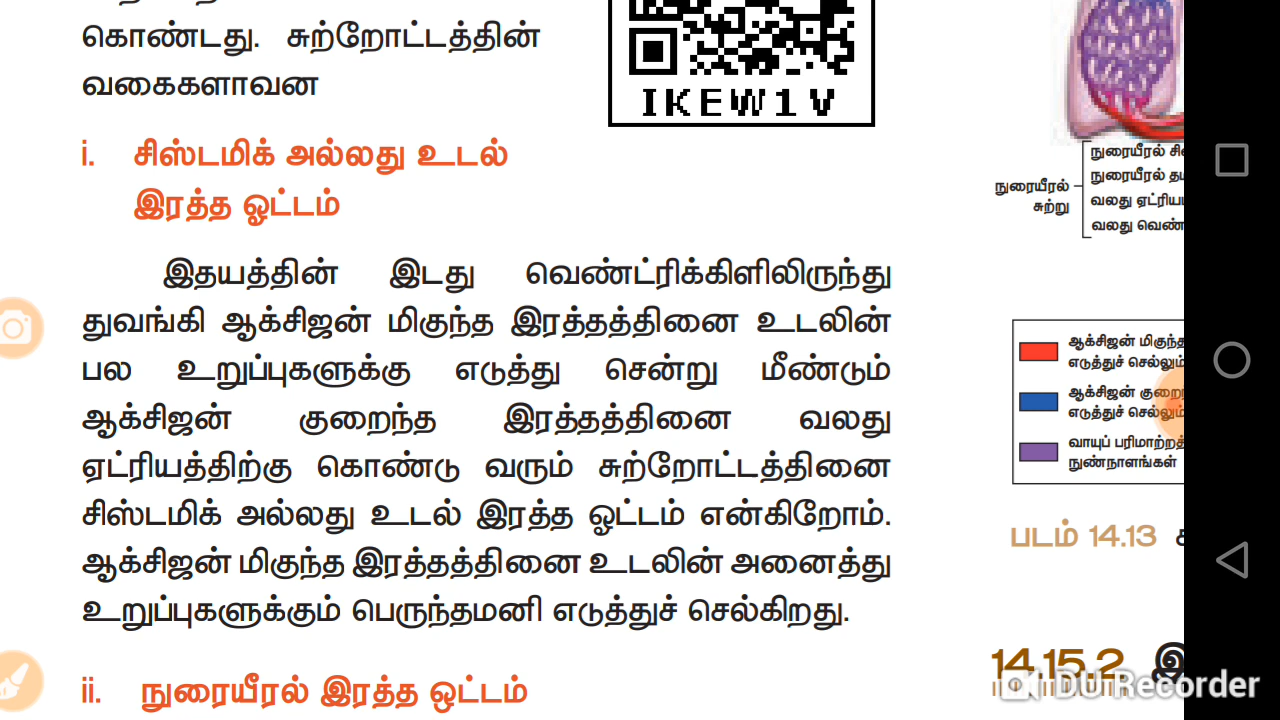 கொண்டது. சுற்றோட்டத்தின்
வகைகளாவன
IKEW1V
i. சிஸ்டமிக் அல்லது உடல்
இரத்த ஓட்டம்
இதயத்தின் இடது வெண்ட்ரிக்கிளிலிருந்து
துவங்கி ஆக்சிஜன் மிகுந்த இரத்தத்தினை உடலின்
பல உறுப்புகளுக்கு எடுத்து சென்று மீண்டும்
ஆக்சிஜன் குறைந்த இரத்தத்தினை வலது
ஏட்ரியத்திற்கு கொண்டு வரும் சுற்றோட்டத்தினை
சிஸ்டமிக் அல்லது உடல் இரத்த ஓட்டம் என்கிறோம்.
ஆக்சிஜன் மிகுந்த இரத்தத்தினை உடலின் அனைத்து
உறுப்புகளுக்கும் பெருந்தமனி எடுத்துச் செல்கிறது.
ii. நுரையீரல் இரத்த ஓட்டம்
நுரையீரல்
நுரையீரல்
வலது
வலது
நுரையீரல்
சுற்று
ஆக்சிஜன் மிகுந்த
எடுத்துச் செல்லும்
ஆக்சிஜன்
எடுத்துச் செல்லும்
வாயுப்
நுண்நாளங்கள்
படம் 14.13
14.15.2
DU Recorder